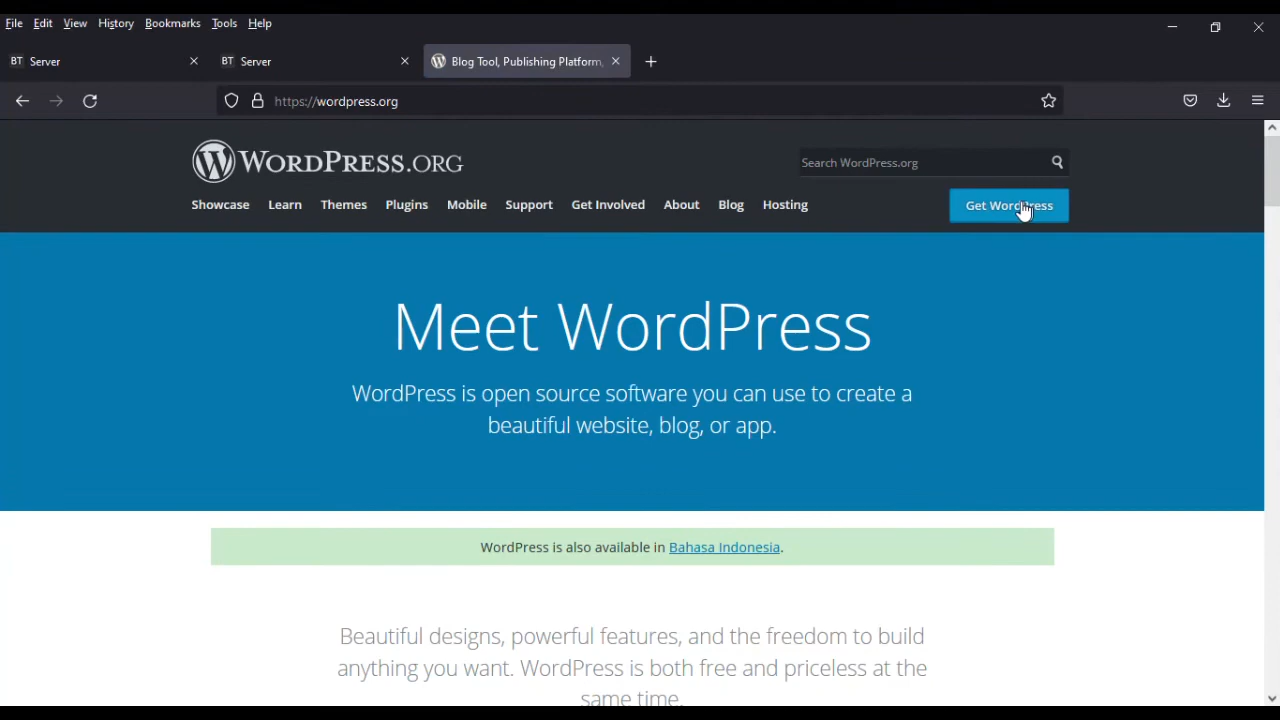 File Edit View History Bookmarks Tools Help
BT Server
BT Server
Blog Tool, Publishing Platform,
https://wordpress.org
WORDPRESS.ORG
Search WordPress.org
Showcase Learn Themes Plugins Mobile Support Get Involved About Blog Hosting
Get WordPress
Meet WordPress
WordPress is open source software you can use to create a
beautiful website, blog, or app.
WordPress is also available in Bahasa Indonesia.
Beautiful designs, powerful features, and the freedom to build
anything you want. WordPress is both free and priceless at the
same time.